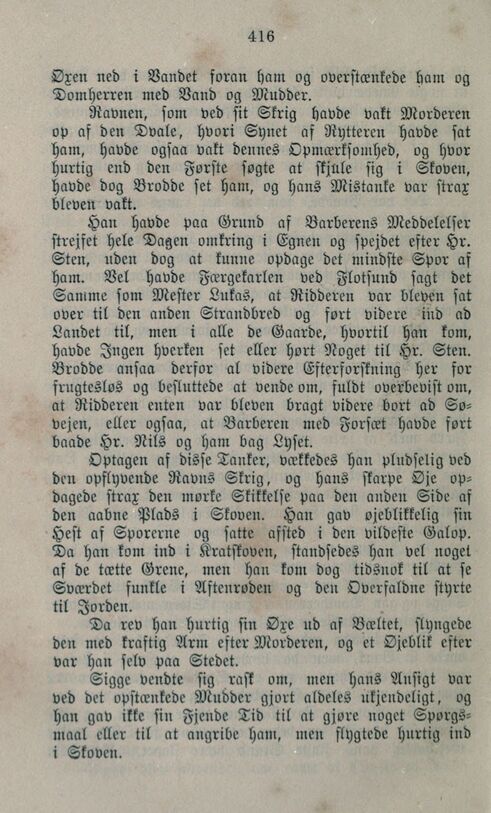 416
Øxen ned i Vandet foran ham og overstænkede ham og
Domherren med Vand og Mudder.
Ravnen, som ved sit Skrig havde vakt Morderen
op af den Dvale, hvori Synet af Rytteren havde sat
ham, havde ogsaa vakt dennes Opmærksomhed, og hvor
hurtig end den Første søgte at skjule sig i Skoven,
havde dog Brodde set ham, og hans Mistanke var strax
bleven vakt.
Han havde paa Grund af Barberens Meddelelser
strejfet hele Dagen omkring i Egnen og spejdet efter Hr.
Sten, uden dog at kunne opdage det mindste Spor af
ham. Vel havde Færgekarlen ved Flotsund sagt det
Samme som Mester Lukas, at Ridderen var bleven sat
over til den anden Strandbred og ført videre ind ad
Landet til, men i alle de Gaarde, hvortil han kom,
havde Ingen hverken set eller hørt Noget til Hr. Sten.
Brodde ansaa derfor al videre Efterforskning her for
frugtesløs og besluttede at vende om, fuldt overbevist om,
at Ridderen enten var bleven bragt videre bort ad Sø-
vejen, eller ogsaa, at Barberen med Forsæt havde ført
baade Hr. Nils og ham bag Lyset.
Optagen af disse Tanker, vækkedes han pludselig ved
den opflyvende Ravns Skrig, og hans skarpe Øje op-
dagede strax den mørke Skikkelse paa den anden Side af
den aabne Plads i Skoven. Han gav øjeblikkelig sin
Hest af Sporerne og satte afsted i den vildeste Galop.
Da han kom ind i Kratskoven, standsedes han vel noget
af de tætte Grene, men han kom dog tidsnok til at se
Sværdet funkle i Aftenrøden og den Overfaldne styrte
til Jorden.
Da rev han hurtig sin Øxe ud af Bæltet, slyngede
den med kraftig Arm efter Morderen, og et Øjeblik efter
var han selv paa Stedet.
Sigge vendte sig rask om, men hans Ansigt var
ved det opstænkede Mudder gjort aldeles ukjendeligt, og
han gav ikke sin Fjende Tid til at gjøre noget Spørgs-
maal eller til at angribe ham, men flygtede hurtig ind
i Skoven.